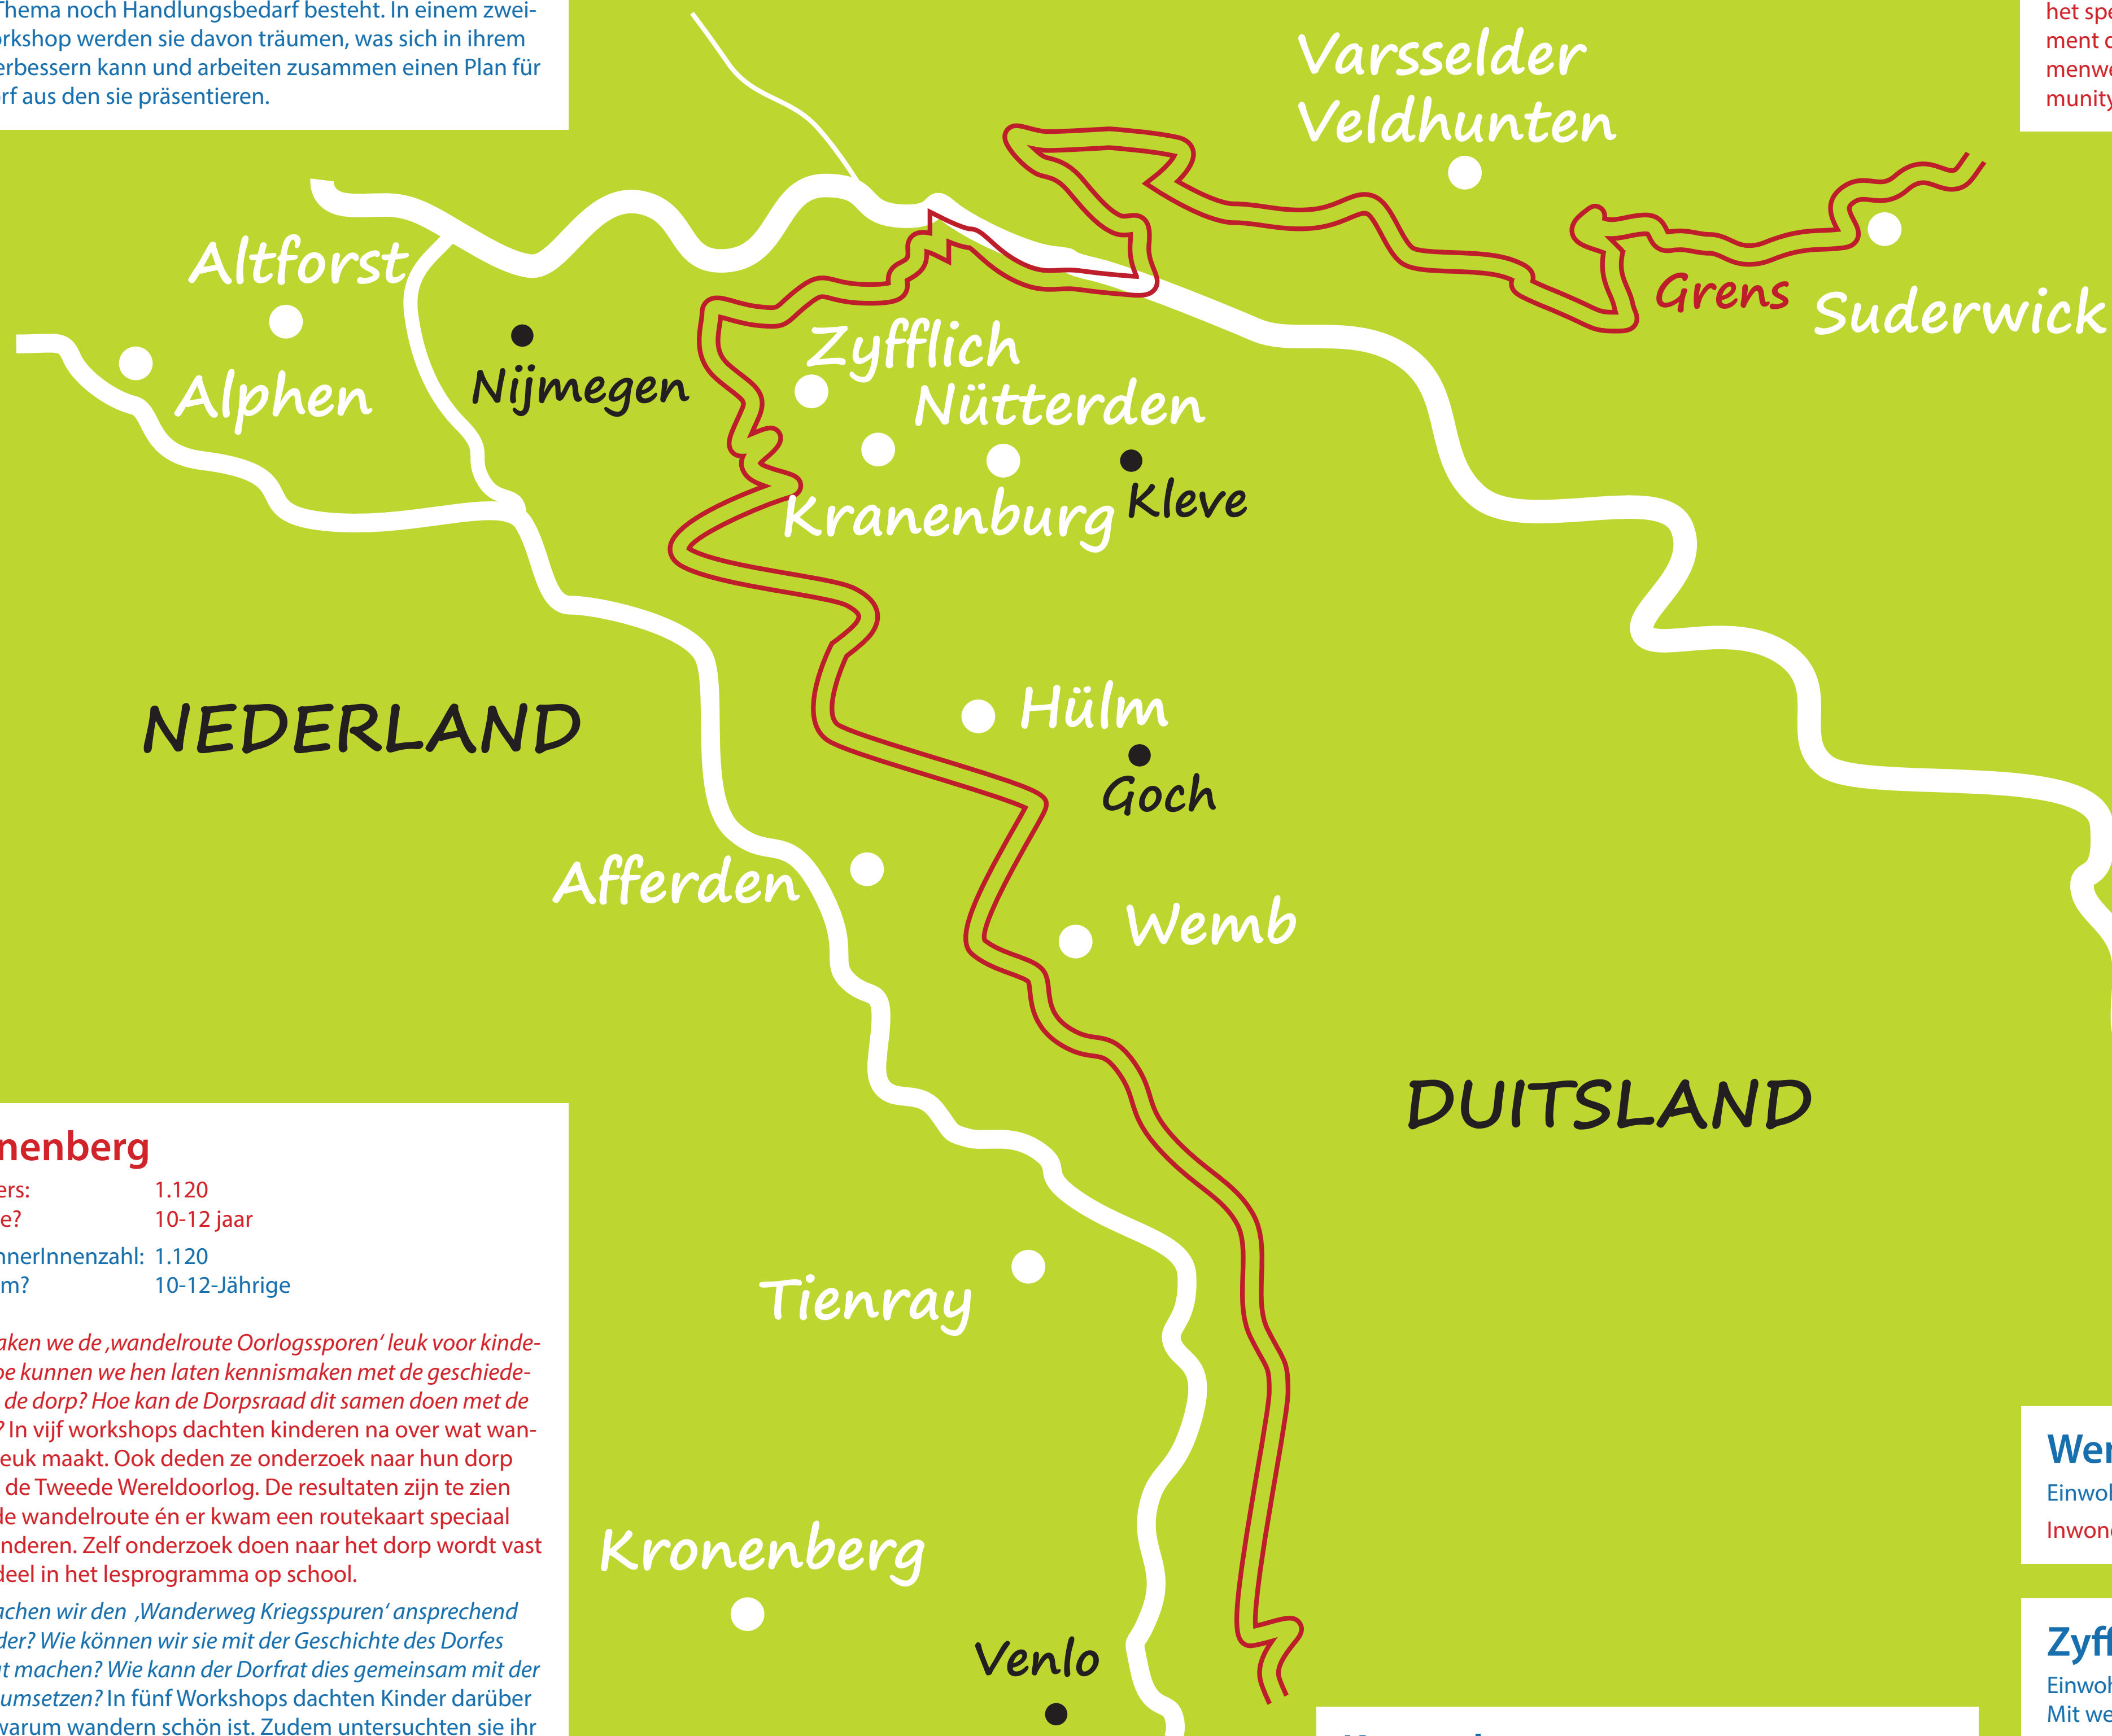 Thema noch Handlungsbedarf besteht. In einem zwei-
rkshop werden sie davon träumen, was sich in ihrem
erbessern kann und arbeiten zusammen einen Plan für
rf aus den sie präsentieren.
het spe
ment
menwe
munity
Varsselder
Veldhunten
Altforst
Alphen
Nijmegen
Zyfflich
Nütterden
Kranenburg
Kleve
Grens
Suderwick
NEDERLAND
Hülm
Goch
Afferden
Wemb
DUITSLAND
Tienray
Kronenberg
Venlo
nenberg
ers: 1.120
e? 10-12 jaar
nnerInnenzahl: 1.120
m? 10-12-Jährige
aken we de ‚wandelroute Oorlogssporen‘ leuk voor kinde-
oe kunnen we hen laten kennismaken met de geschiede-
de dorp? Hoe kan de Dorpsraad dit samen doen met de
? In vijf workshops dachten kinderen na over wat wan-
euk maakt. Ook deden ze onderzoek naar hun dorp
de Tweede Wereldoorlog. De resultaten zijn te zien
de wandelroute én er kwam een routekaart speciaal
nderen. Zelf onderzoek doen naar het dorp wordt vast
deel in het lesprogramma op school.
achen wir den ‚Wanderweg Kriegsspuren‘ ansprechend
der? Wie können wir sie mit der Geschichte des Dorfes
ut machen? Wie kann der Dorfrat dies gemeinsam mit der
umsetzen? In fünf Workshops dachten Kinder darüber
warum wandern schön ist. Zudem untersuchten sie ihr
Wer
Einwoh
Inwon
Zyff
Einwoh
Mit we